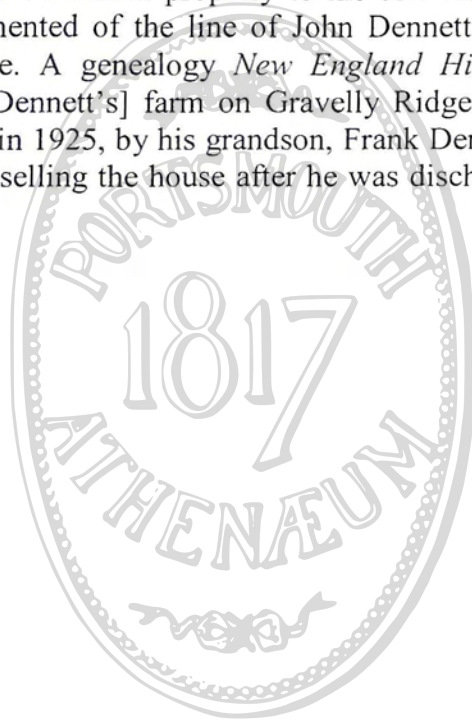 mented of the line of John Dennett
e. A genealogy New England Hi
Dennett's] farm on Gravelly Ridge
in 1925, by his grandson, Frank Der
selling the house after he was disch
PORTSMOUTH
1817
ATHENÆUM